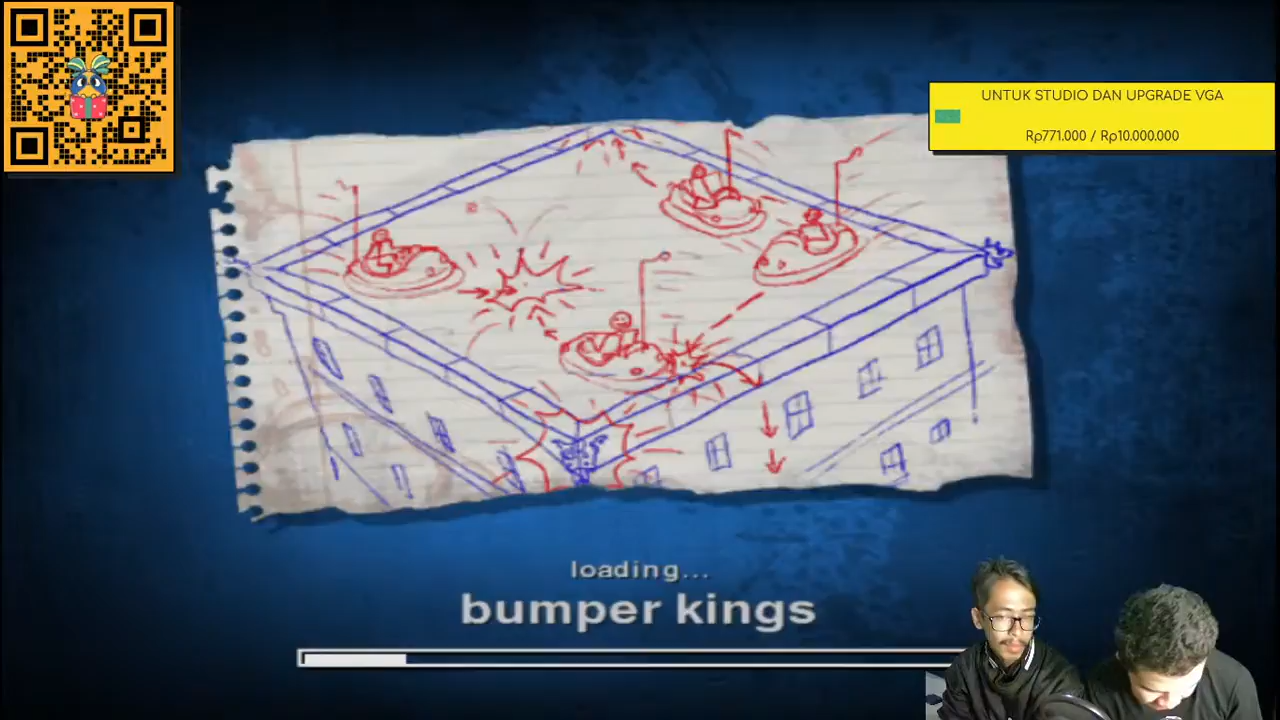 UNTUK STUDIO DAN UPGRADE VGA
Rp771.000 / Rp10.000.000
loading...
bumper kings